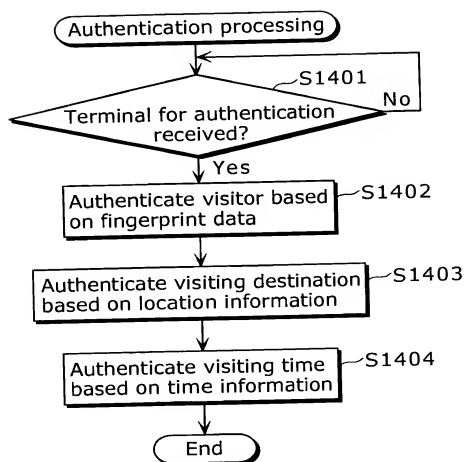 Authentication processing
S1401
Terminal for authentication
received?
No
Yes
Authenticate visitor based
on fingerprint data
S1402
Authenticate visiting destination
based on location information
S1403
Authenticate visiting time
based on time information
S1404
End